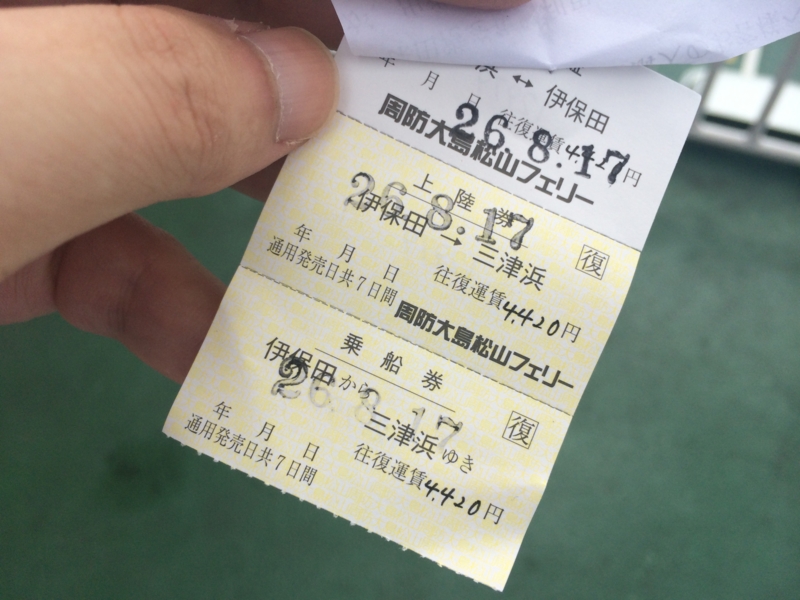 浜 ↔ 伊保田
年 月 日 往復運賃4,420円
26.8.17
周防大島松山フェリー
上陸券
26.8.17
伊保田 → 三津浜 復
年 月 日 往復運賃4,420円
通用発売日共7日間
周防大島松山フェリー
乗船券
伊保田から 復
26.8.17
三津浜ゆき
年 月 日 往復運賃4,420円
通用発売日共7日間